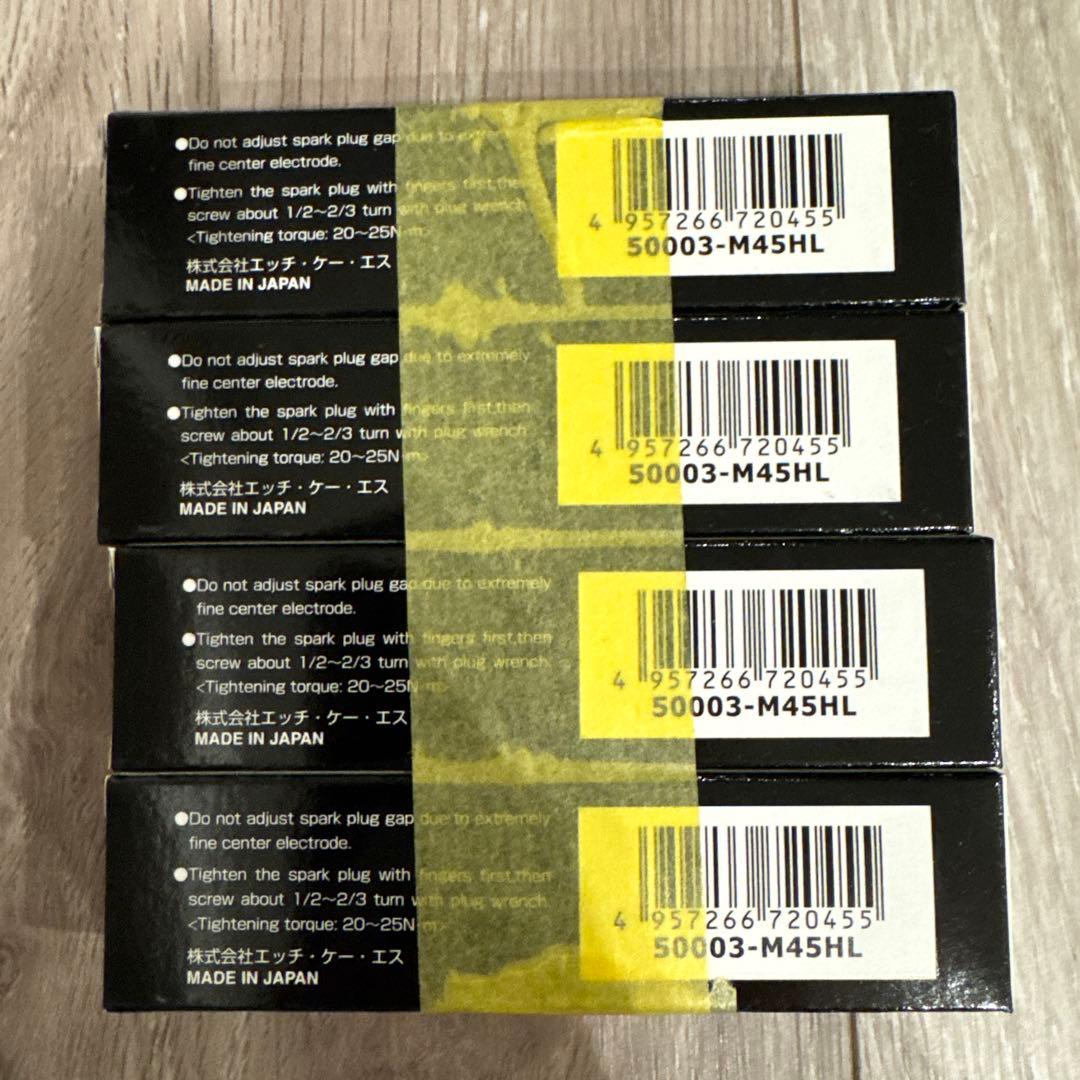 ●Do not adjust spark plug gap due to extremely
fine center electrode.
●Tighten the spark plug with fingers first,then
screw about 1/2～2/3 turn with plug wrench.
<Tightening torque: 20～25N·m>
株式会社エッチ・ケー・エス
MADE IN JAPAN
4 957266 720455
50003-M45HL
●Do not adjust spark plug gap due to extremely
fine center electrode.
●Tighten the spark plug with fingers first,then
screw about 1/2～2/3 turn with plug wrench.
<Tightening torque: 20～25N·m>
株式会社エッチ・ケー・エス
MADE IN JAPAN
4 957266 720455
50003-M45HL
●Do not adjust spark plug gap due to extremely
fine center electrode.
●Tighten the spark plug with fingers first,then
screw about 1/2～2/3 turn with plug wrench.
<Tightening torque: 20～25N·m>
株式会社エッチ・ケー・エス
MADE IN JAPAN
4 957266 720455
50003-M45HL
●Do not adjust spark plug gap due to extremely
fine center electrode.
●Tighten the spark plug with fingers first,then
screw about 1/2～2/3 turn with plug wrench.
<Tightening torque: 20～25N·m>
株式会社エッチ・ケー・エス
MADE IN JAPAN
4 957266 720455
50003-M45HL